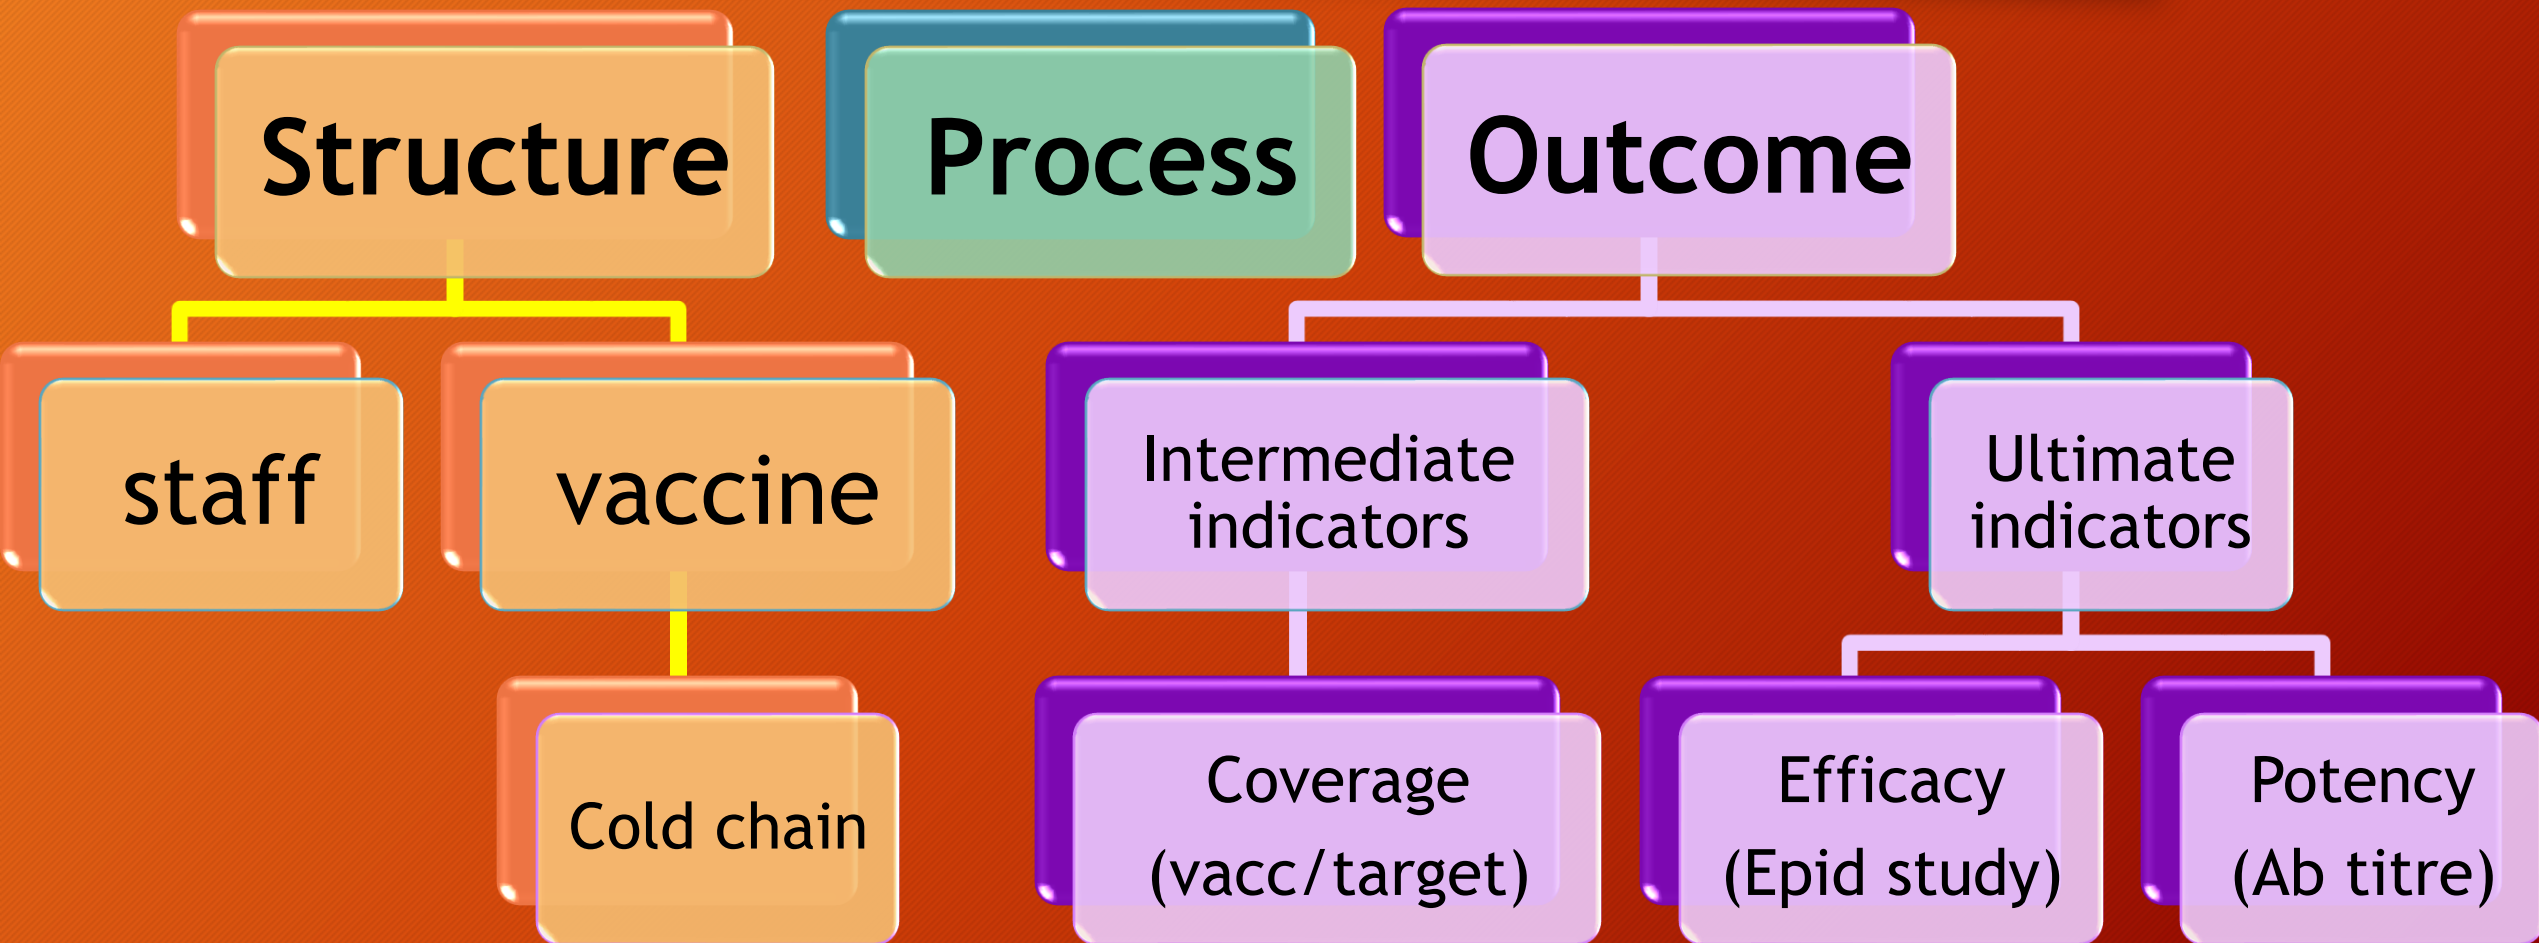 Structure
Process
Outcome
staff
vaccine
Intermediate
indicators
Ultimate
indicators
Cold chain
Coverage
(vacc/target)
Efficacy
(Epid study)
Potency
(Ab titre)